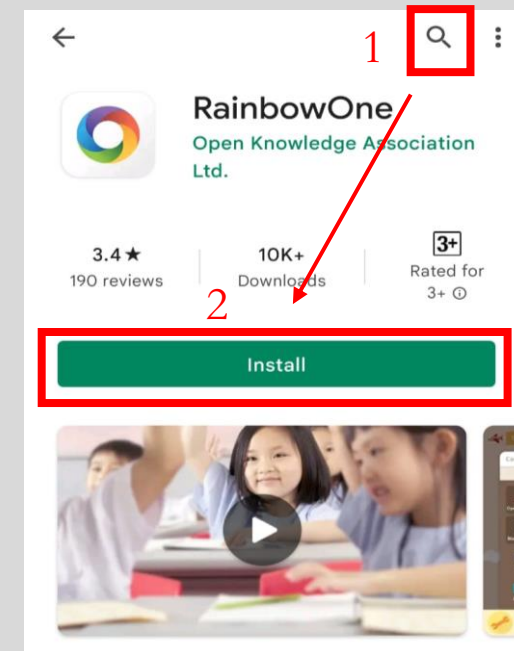 1
RainbowOne
Open Knowledge Association
Ltd.
3.4★
190 reviews
10K+
Downloads
3+
Rated for
3+ ⓘ
2
Install